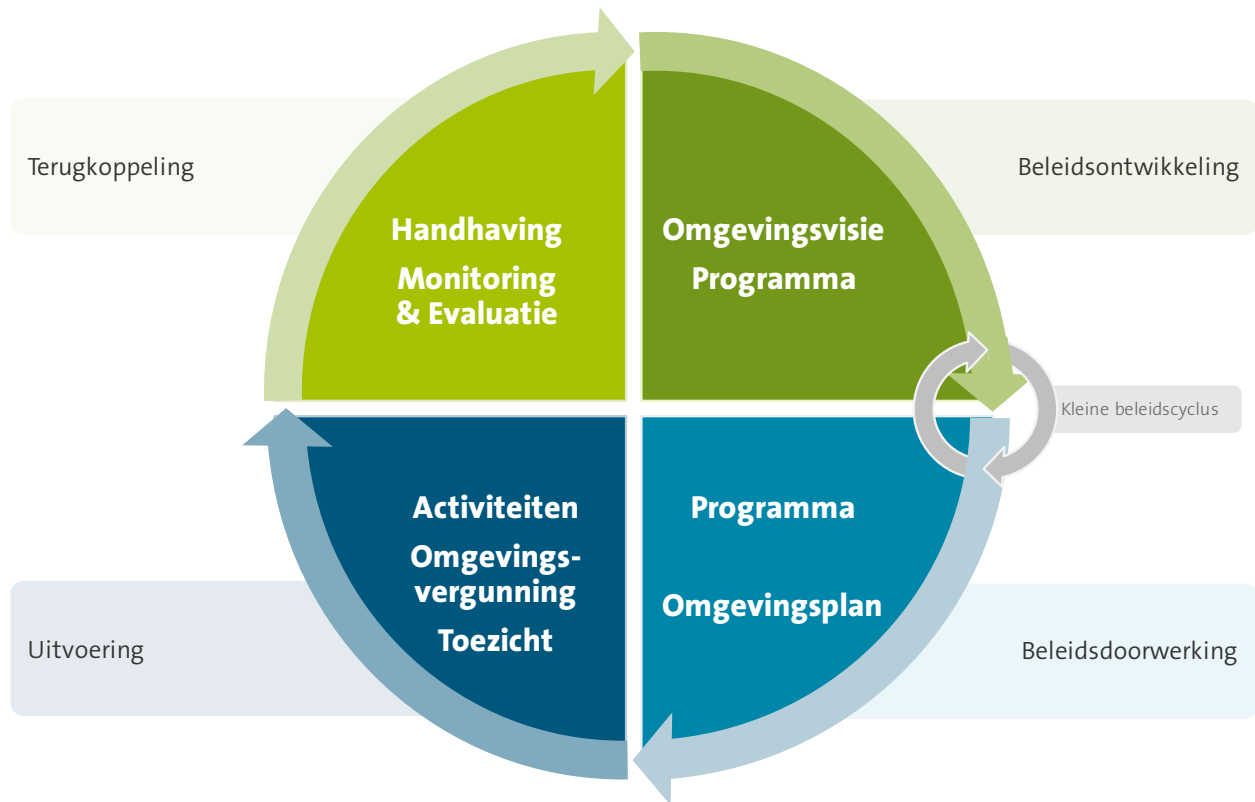 Terugkoppeling
Beleidsontwikkeling
Handhaving
Monitoring
& Evaluatie
Omgevingsvisie
Programma
Kleine beleidscyclus
Activiteiten
Omgevings-
vergunning
Toezicht
Programma
Omgevingsplan
Uitvoering
Beleidsdoorwerking